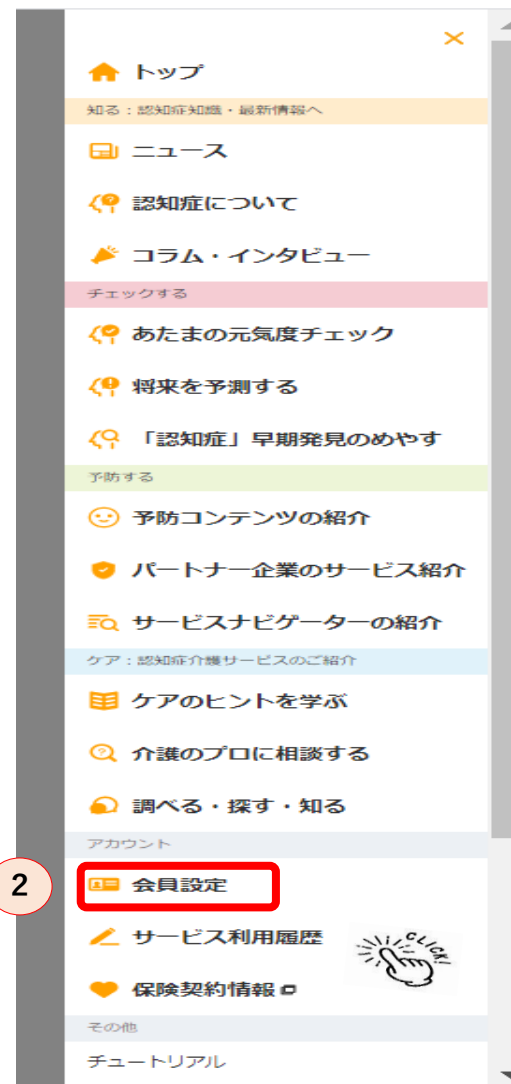 トップ
知る：認知症知識・最新情報へ
ニュース
認知症について
コラム・インタビュー
チェックする
あたまの元気度チェック
将来を予測する
「認知症」早期発見のめやす
予防する
予防コンテンツの紹介
パートナー企業のサービス紹介
サービスナビゲーターの紹介
ケア：認知症介護サービスのご紹介
ケアのヒントを学ぶ
介護のプロに相談する
調べる・探す・知る
アカウント
2
会員設定
サービス利用履歴
CLICK!
保険契約情報
その他
チュートリアル